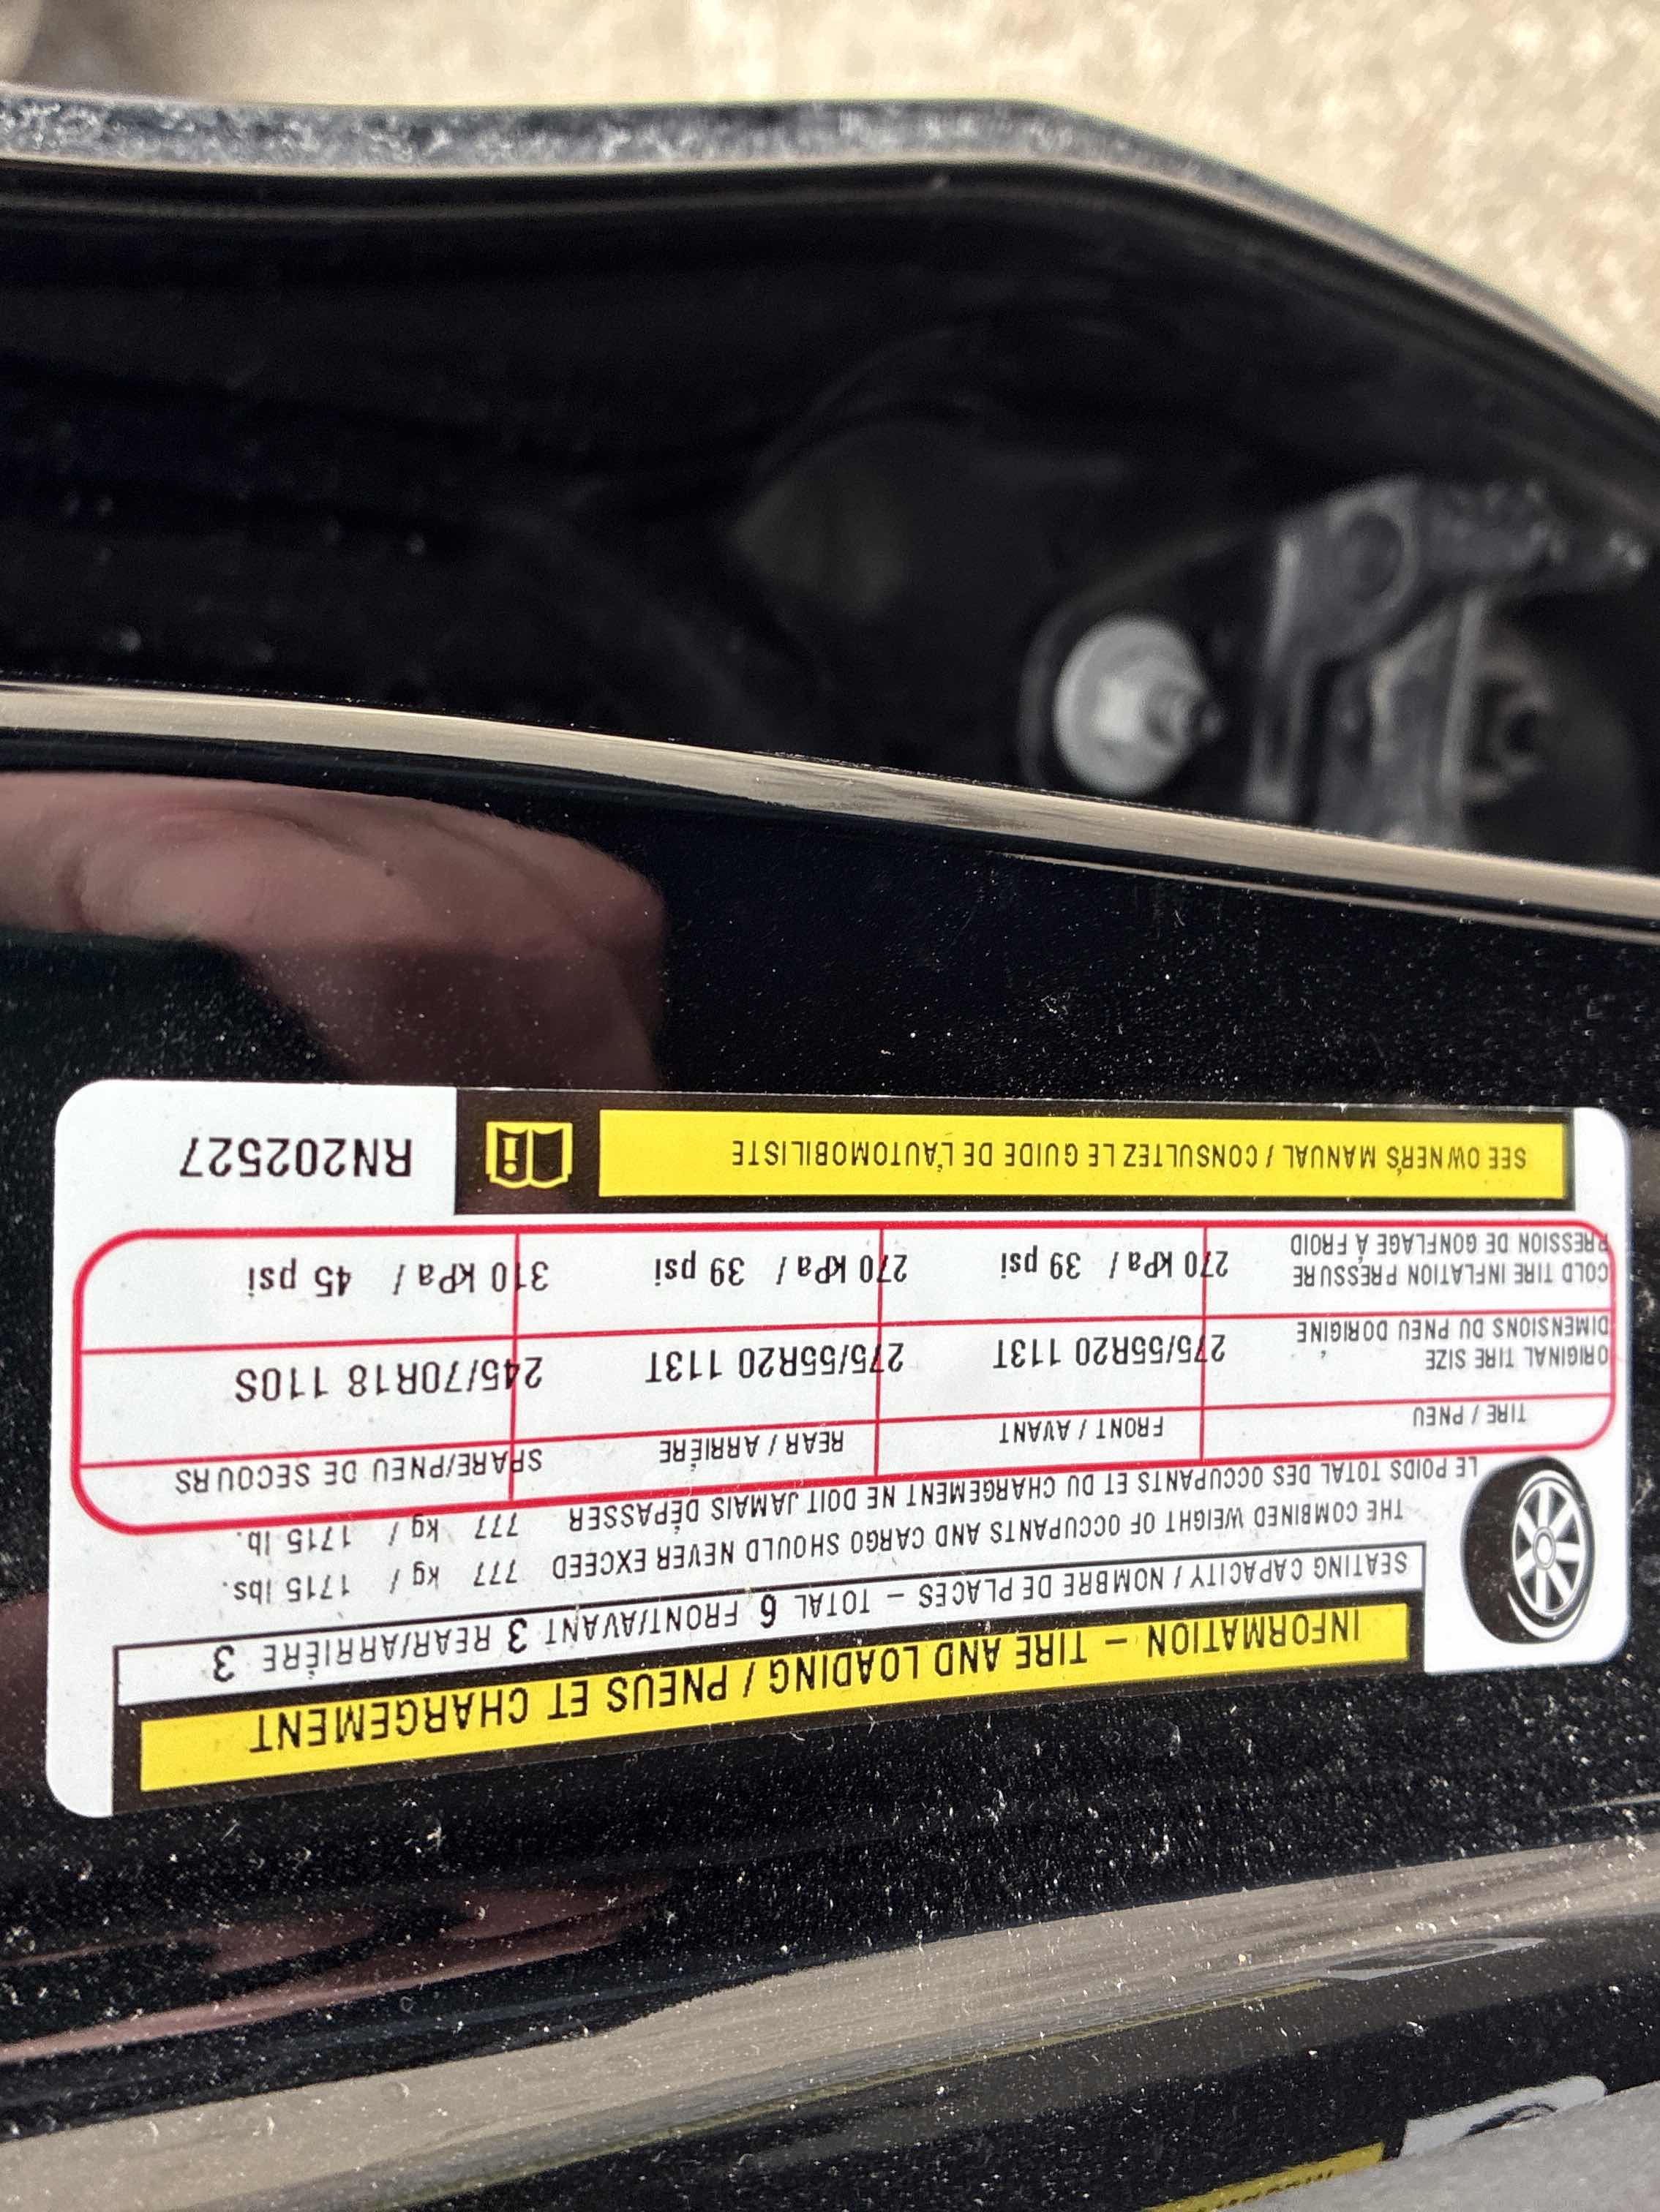 INFORMATION – TIRE AND LOADING / PNEUS ET CHARGEMENT
SEATING CAPACITY / NOMBRE DE PLACES – TOTAL 6 FRONT/AVANT 3 REAR/ARRIÈRE 3
THE COMBINED WEIGHT OF OCCUPANTS AND CARGO SHOULD NEVER EXCEED 777 kg / 1715 lbs.
LE POIDS TOTAL DES OCCUPANTS ET DU CHARGEMENT NE DOIT JAMAIS DÉPASSER 777 kg / 1715 lb.
TIRE / PNEU FRONT / AVANT REAR / ARRIÈRE SPARE/PNEU DE SECOURS
ORIGINAL TIRE SIZE
DIMENSIONS DU PNEU DORIGINE 275/55R20 113T 275/55R20 113T 245/70R18 110S
COLD TIRE INFLATION PRESSURE
PRESSION DE GONFLAGE À FROID 270 kPa / 39 psi 270 kPa / 39 psi 310 kPa / 45 psi
SEE OWNER'S MANUAL / CONSULTEZ LE GUIDE DE L'AUTOMOBILISTE RN202527